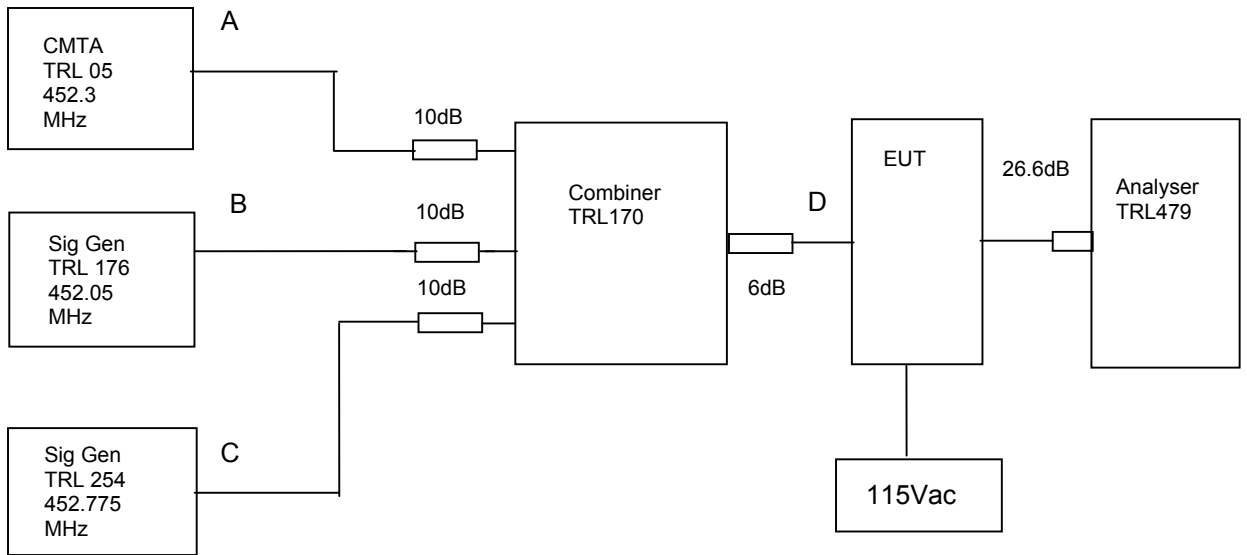 A
CMTA
TRL 05
452.3
MHz
10dB
B
Sig Gen
TRL 176
452.05
MHz
10dB
10dB
C
Sig Gen
TRL 254
452.775
MHz
Combiner
TRL170
D
6dB
EUT
26.6dB
Analyser
TRL479
115Vac